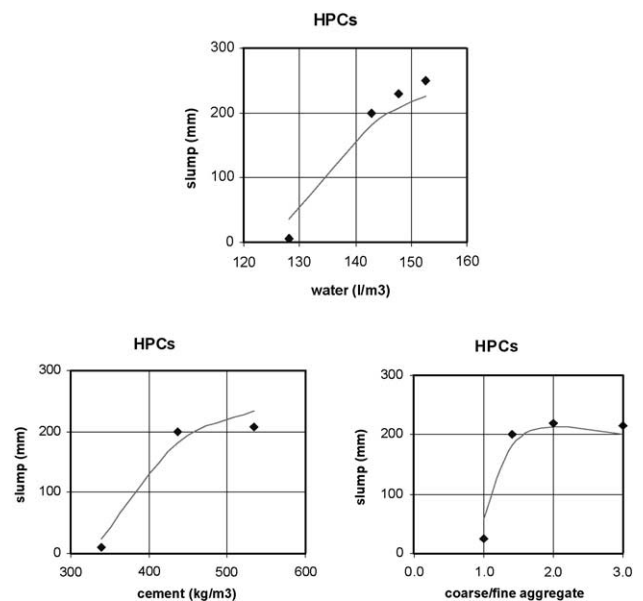 HPCs
300
200
100
0
slump (mm)
120 130 140 150 160
water (l/m3)
HPCs
300
200
100
0
slump (mm)
300 400 500 600
cement (kg/m3)
HPCs
300
200
100
0
slump (mm)
0.0 1.0 2.0 3.0
coarse/fine aggregate